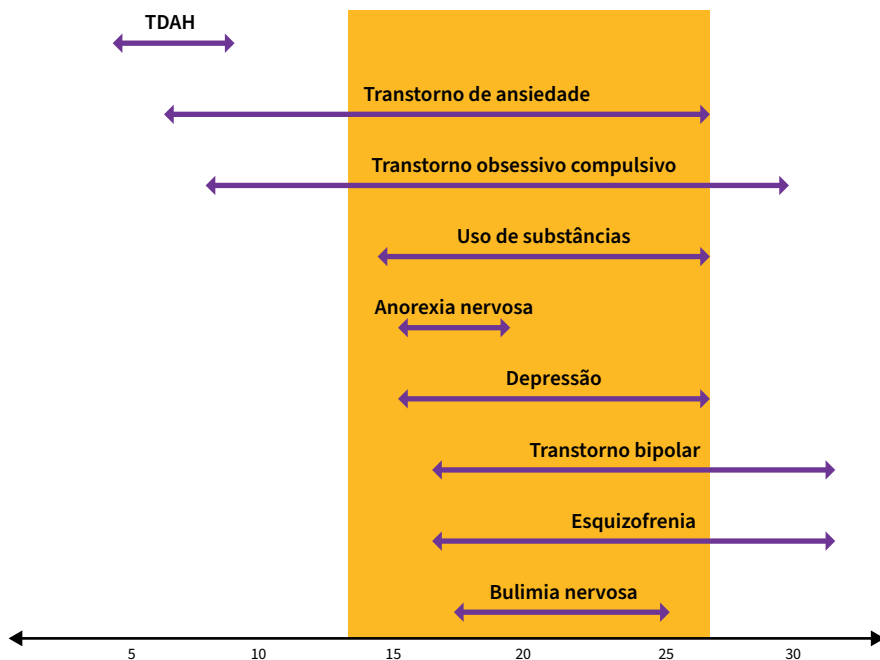 TDAH
Transtorno de ansiedade
Transtorno obsessivo compulsivo
Uso de substâncias
Anorexia nervosa
Depressão
Transtorno bipolar
Esquizofrenia
Bulimia nervosa
5 10 15 20 25 30